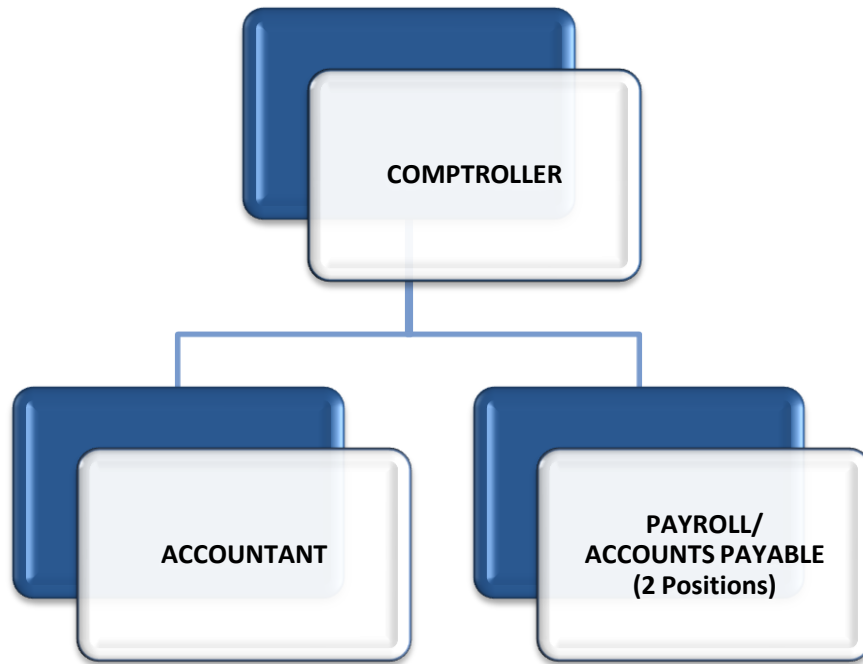 COMPTROLLER
ACCOUNTANT
PAYROLL/
ACCOUNTS PAYABLE
(2 Positions)